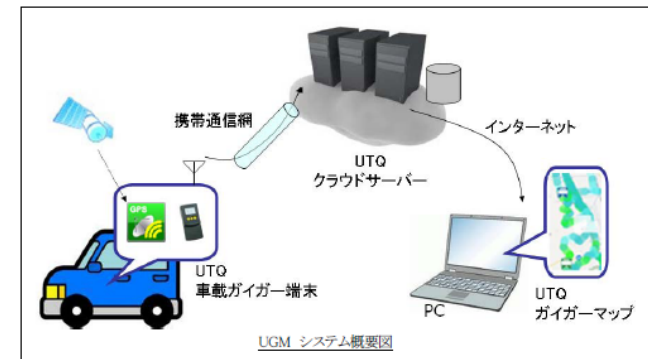 携帯通信網
インターネット
UTQ
クラウドサーバー
GPS
UTQ
車載ガイガー端末
PC
UTQ
ガイガーマップ
UGM システム概要図